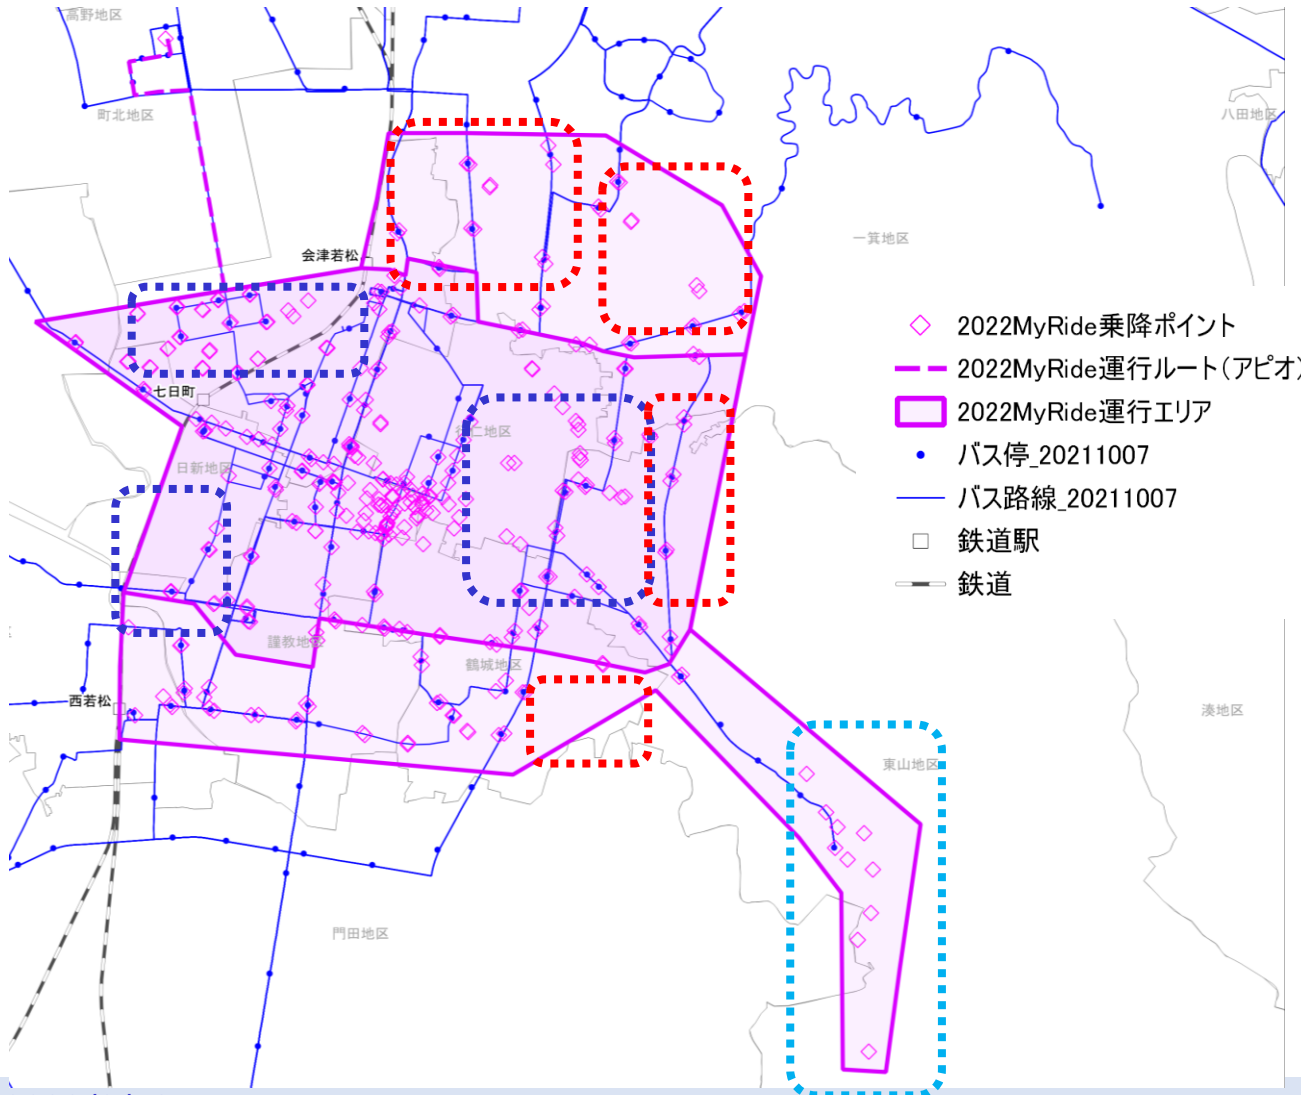 高野地区
町北地区
八田地区
一箕地区
会津若松
2022MyRide乗降ポイント
2022MyRide運行ルート(アピオ)
2022MyRide運行エリア
バス停_20211007
バス路線_20211007
鉄道駅
鉄道
七日町
行仁地区
日新地区
謹教地区
鶴城地区
西若松
湊地区
東山地区
門田地区